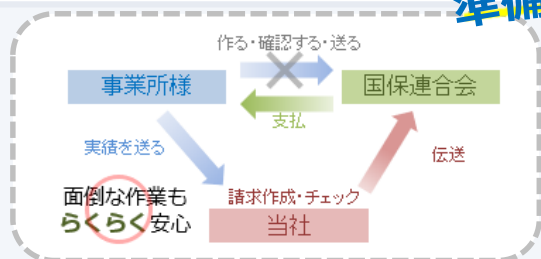 準備
作る・確認する・送る
事業所様
国保連合会
支払
実績を送る
伝送
面倒な作業も
らくらく安心
請求作成・チェック
当社